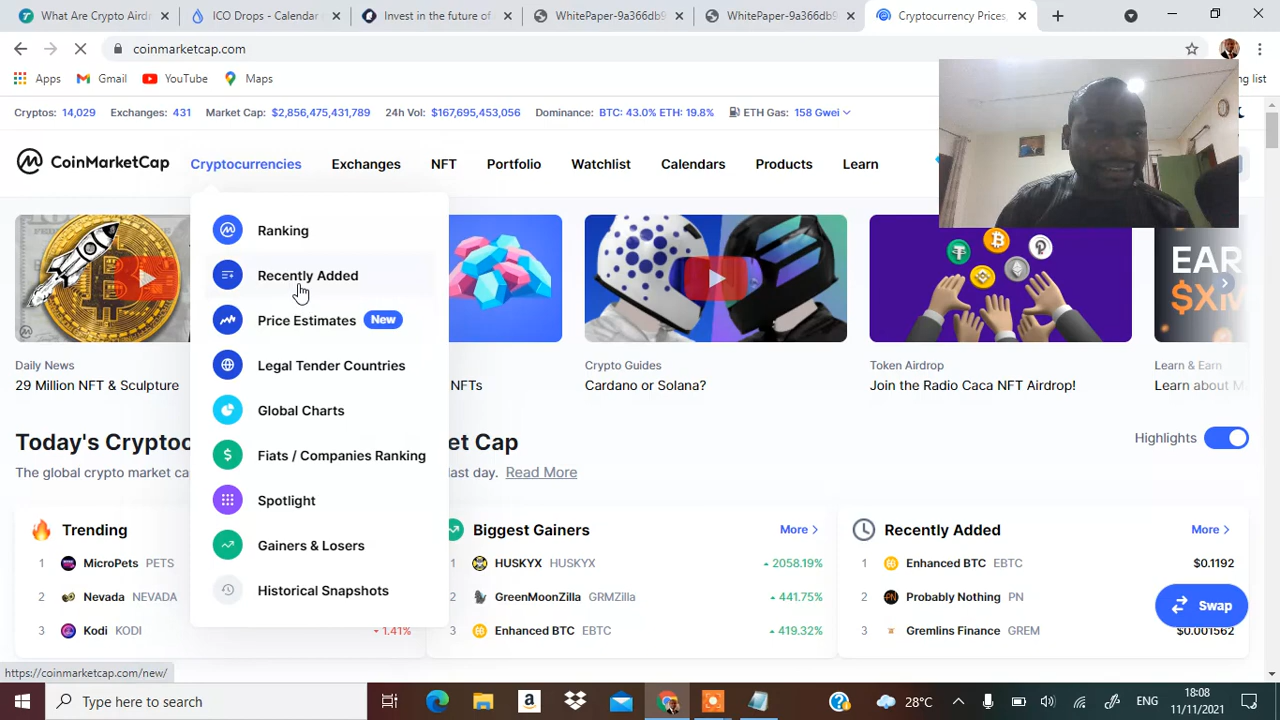 What Are Crypto Aird
ICO Drops - Calendar
Invest in the future of
WhitePaper-9a366db9
WhitePaper-9a366db9
Cryptocurrency Prices,
coinmarketcap.com
Apps Gmail YouTube Maps
ng list
Cryptos: 14,029 Exchanges: 431 Market Cap: $2,856,475,431,789 24h Vol: $167,695,453,056 Dominance: BTC: 43.0% ETH: 19.8% ETH Gas: 158 Gwei
CoinMarketCap Cryptocurrencies Exchanges NFT Portfolio Watchlist Calendars Products Learn
Ranking
Recently Added
Price Estimates New
Legal Tender Countries
Global Charts
Fiats / Companies Ranking
Spotlight
Gainers & Losers
Historical Snapshots
EARN
$XM
Daily News
29 Million NFT & Sculpture
NFTs
Crypto Guides
Cardano or Solana?
Token Airdrop
Join the Radio Caca NFT Airdrop!
Learn & Earn
Learn about M
Today's Cryptoc
et Cap
Highlights
The global crypto market ca
last day. Read More
Trending
1 MicroPets PETS
2 Nevada NEVADA
3 Kodi KODI 1.41%
Biggest Gainers More >
1 HUSKYX HUSKYX 2058.19%
2 GreenMoonZilla GRMZilla 441.75%
3 Enhanced BTC EBTC 419.32%
Recently Added More >
1 Enhanced BTC EBTC $0.1192
2 Probably Nothing PN
3 Gremlins Finance GREM $0.001562
Swap
https://coinmarketcap.com/new/
Type here to search
28°C
ENG
18:08
11/11/2021